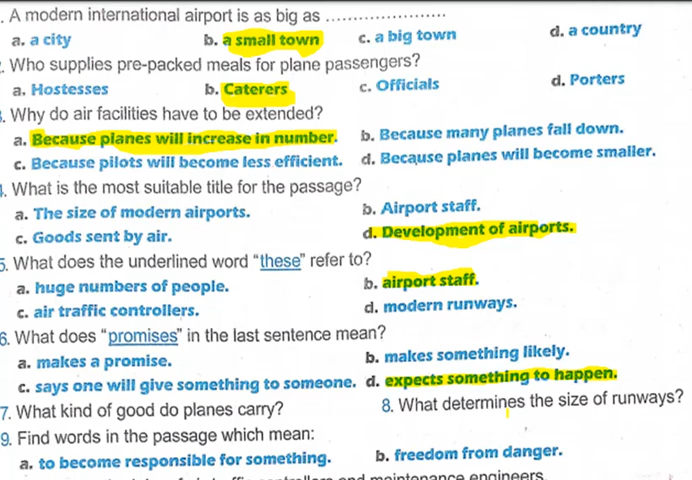 . A modern international airport is as big as ......................
a. a city b. a small town c. a big town d. a country
. Who supplies pre-packed meals for plane passengers?
a. Hostesses b. Caterers c. Officials d. Porters
. Why do air facilities have to be extended?
a. Because planes will increase in number. b. Because many planes fall down.
c. Because pilots will become less efficient. d. Because planes will become smaller.
. What is the most suitable title for the passage?
a. The size of modern airports. b. Airport staff.
c. Goods sent by air. d. Development of airports.
5. What does the underlined word "these" refer to?
a. huge numbers of people. b. airport staff.
c. air traffic controllers. d. modern runways.
6. What does "promises" in the last sentence mean?
a. makes a promise. b. makes something likely.
c. says one will give something to someone. d. expects something to happen.
7. What kind of good do planes carry? 8. What determines the size of runways?
9. Find words in the passage which mean:
a. to become responsible for something. b. freedom from danger.
and maintenance engineers.